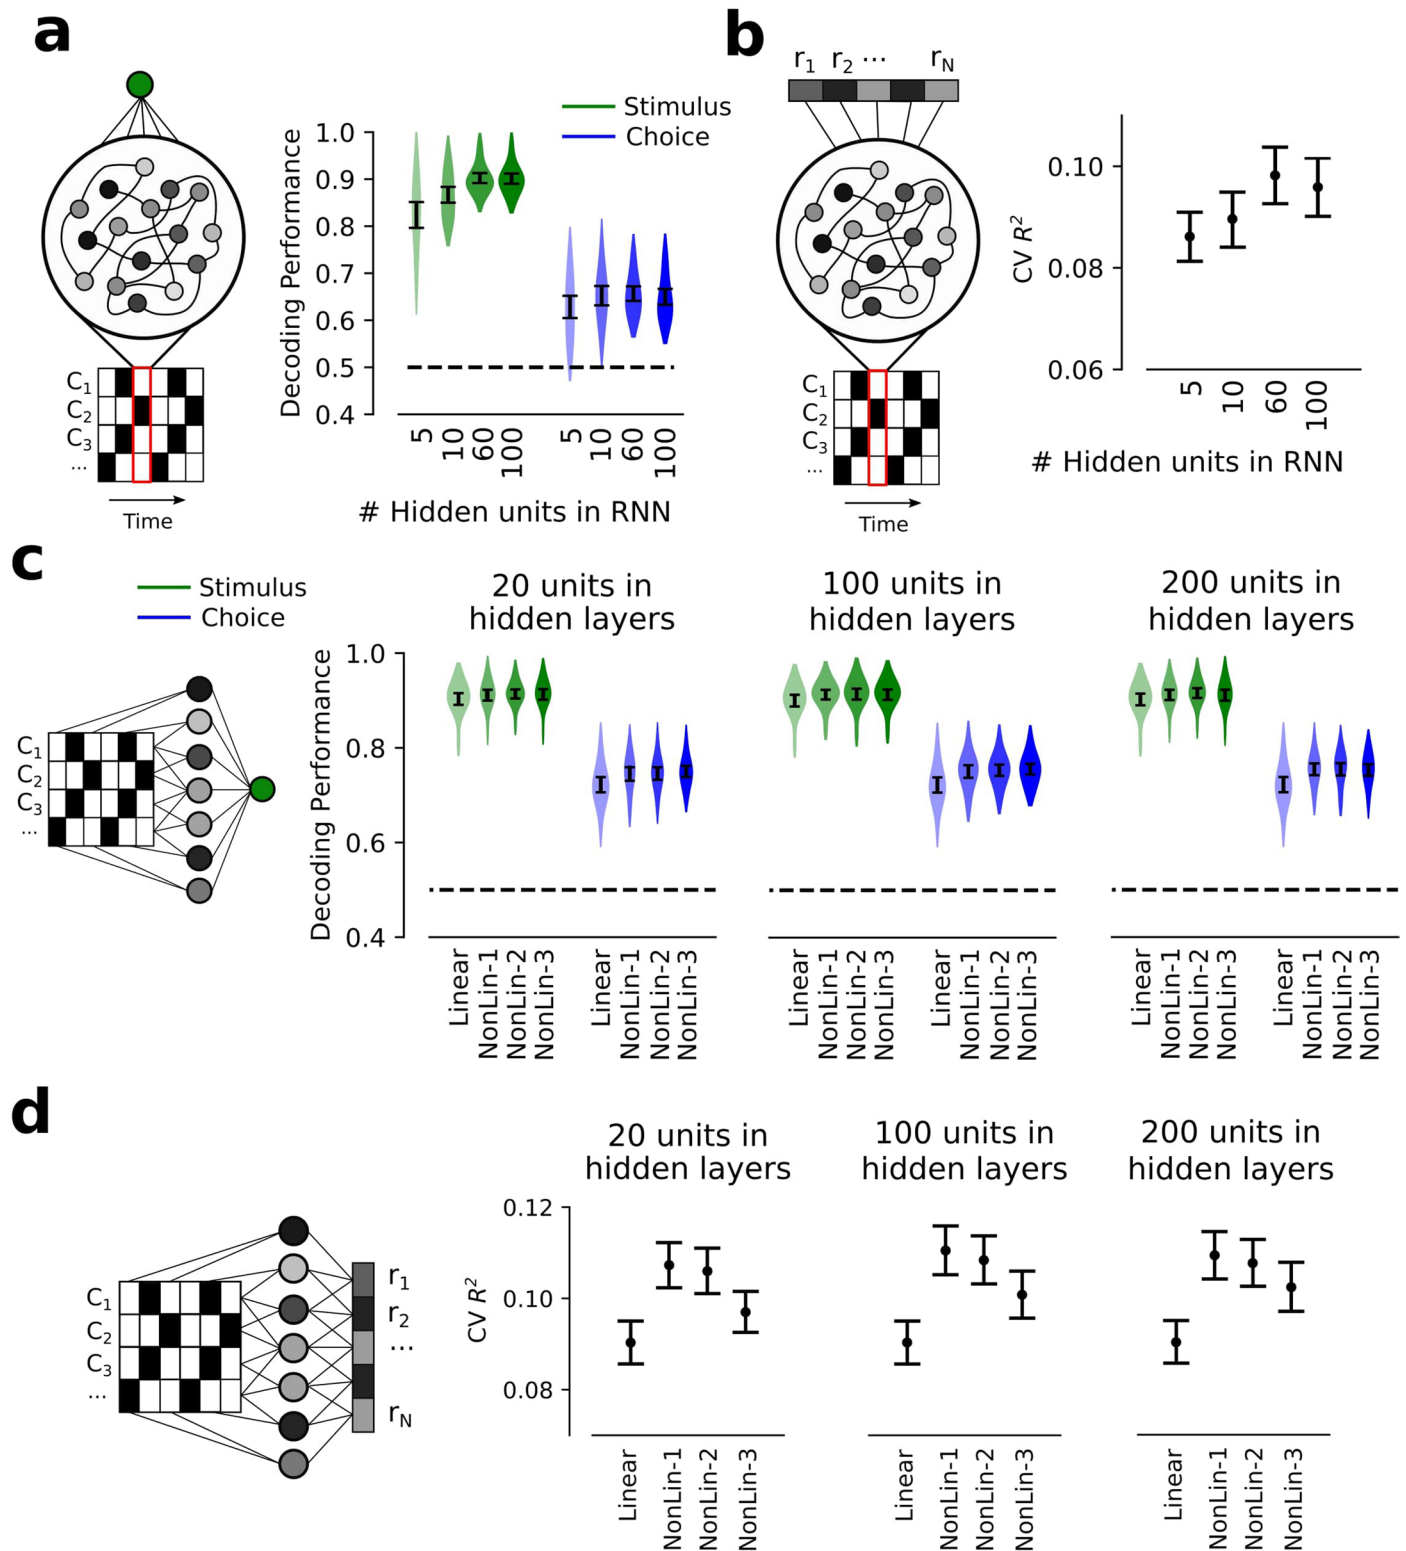 a
Stimulus
Choice
Decoding Performance
1.0
0.9
0.8
0.7
0.6
0.5
0.4
5
10
60
100
5
10
60
100
# Hidden units in RNN
C1
C2
C3
...
Time
b
r1 r2 ... rN
C1
C2
C3
...
Time
CV R²
0.10
0.08
0.06
5
10
60
100
# Hidden units in RNN
c
Stimulus
Choice
C1
C2
C3
...
20 units in
hidden layers
100 units in
hidden layers
200 units in
hidden layers
Decoding Performance
1.0
0.8
0.6
0.4
Linear
NonLin-1
NonLin-2
NonLin-3
Linear
NonLin-1
NonLin-2
NonLin-3
Linear
NonLin-1
NonLin-2
NonLin-3
Linear
NonLin-1
NonLin-2
NonLin-3
Linear
NonLin-1
NonLin-2
NonLin-3
Linear
NonLin-1
NonLin-2
NonLin-3
d
C1
C2
C3
...
r1
r2
...
rN
20 units in
hidden layers
100 units in
hidden layers
200 units in
hidden layers
CV R²
0.12
0.10
0.08
Linear
NonLin-1
NonLin-2
NonLin-3
Linear
NonLin-1
NonLin-2
NonLin-3
Linear
NonLin-1
NonLin-2
NonLin-3